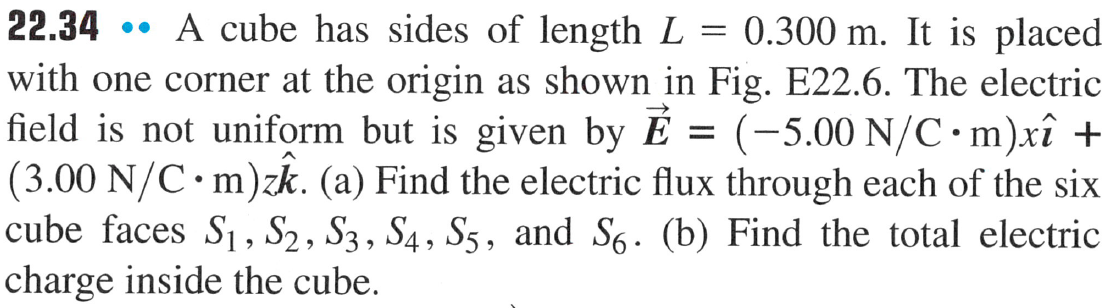 22.34 •• A cube has sides of length L = 0.300 m. It is placed
with one corner at the origin as shown in Fig. E22.6. The electric
field is not uniform but is given by E⃗ = (−5.00 N/C · m)xî +
(3.00 N/C · m)zk̂. (a) Find the electric flux through each of the six
cube faces S₁, S₂, S₃, S₄, S₅, and S₆. (b) Find the total electric
charge inside the cube.